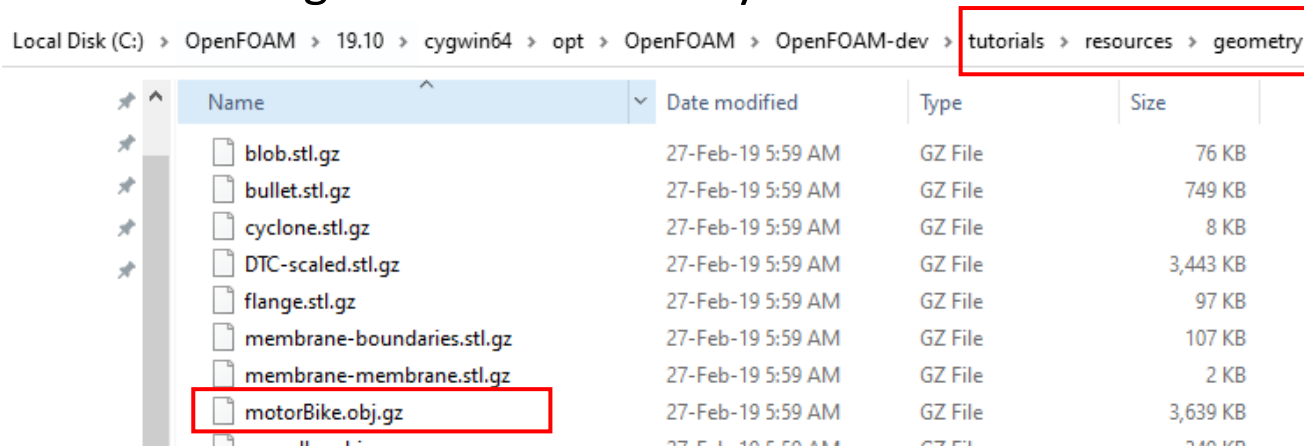 Local Disk (C:) > OpenFOAM > 19.10 > cygwin64 > opt > OpenFOAM > OpenFOAM-dev > tutorials > resources > geometry
Name Date modified Type Size
blob.stl.gz 27-Feb-19 5:59 AM GZ File 76 KB
bullet.stl.gz 27-Feb-19 5:59 AM GZ File 749 KB
cyclone.stl.gz 27-Feb-19 5:59 AM GZ File 8 KB
DTC-scaled.stl.gz 27-Feb-19 5:59 AM GZ File 3,443 KB
flange.stl.gz 27-Feb-19 5:59 AM GZ File 97 KB
membrane-boundaries.stl.gz 27-Feb-19 5:59 AM GZ File 107 KB
membrane-membrane.stl.gz 27-Feb-19 5:59 AM GZ File 2 KB
motorBike.obj.gz 27-Feb-19 5:59 AM GZ File 3,639 KB